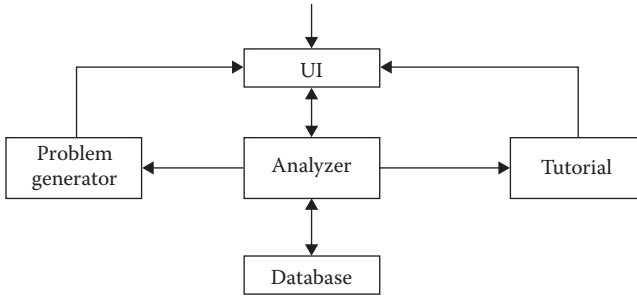 UI
Problem
generator
Analyzer
Tutorial
Database